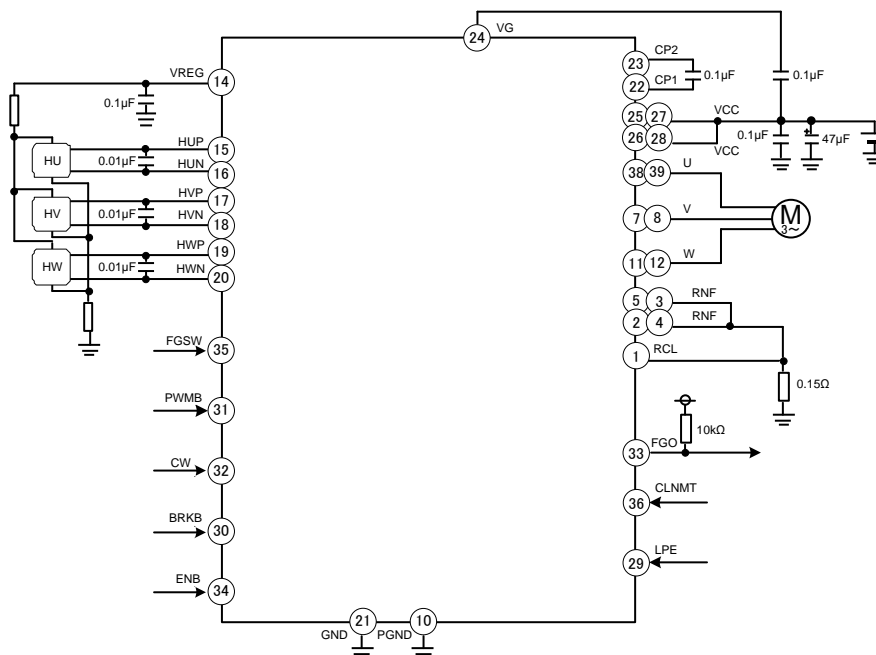 24 VG
VREG 14
0.1µF
HU
HUP 15
0.01µF
HUN 16
HV
HVP 17
0.01µF
HVN 18
HW
HWP 19
0.01µF
HWN 20
FGSW 35
PWMB 31
CW 32
BRKB 30
ENB 34
GND 21
PGND 10
23 CP2
22 CP1
0.1µF
0.1µF
25 27 VCC
26 28 VCC
0.1µF
+ 47µF
38 39 U
7 8 V
11 12 W
M
3~
5 3 RNF
2 4 RNF
1 RCL
0.15Ω
10kΩ
33 FGO
36 CLNMT
29 LPE